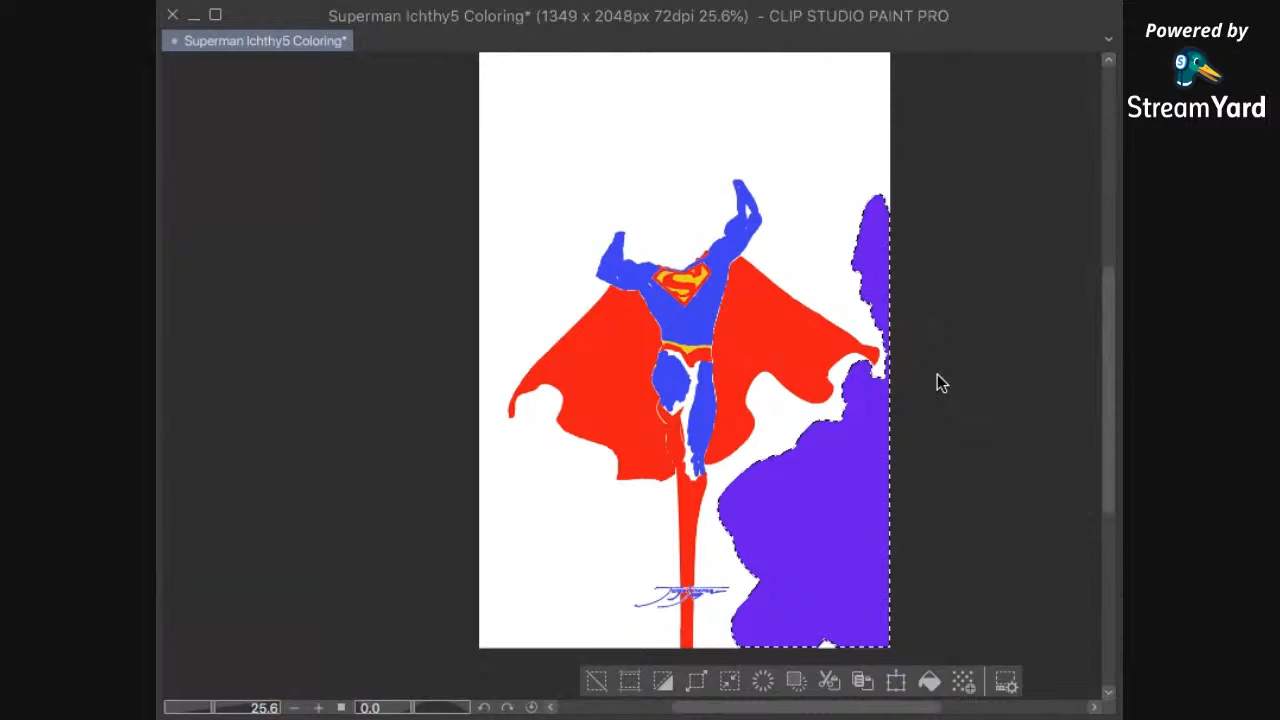 Superman Ichthy5 Coloring* (1349 x 2048px 72dpi 25.6%) - CLIP STUDIO PAINT PRO
Superman Ichthy5 Coloring*
Powered by
S
StreamYard
S
25.6
0.0